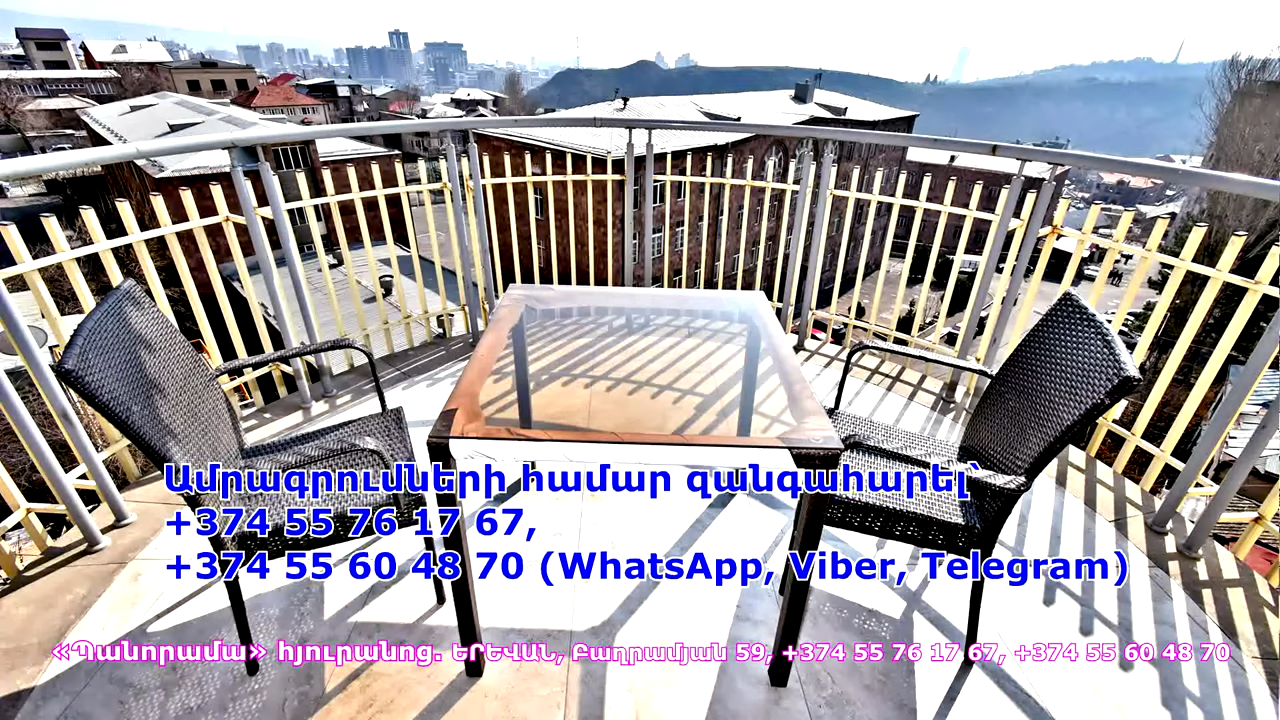 Ամրագրումների համար զանգահարել՝
+374 55 76 17 67,
+374 55 60 48 70 (WhatsApp, Viber, Telegram)
«Պանորամա» հյուրանոց. ԵՐԵՎԱՆ, Բաղրամյան 59, +374 55 76 17 67, +374 55 60 48 70